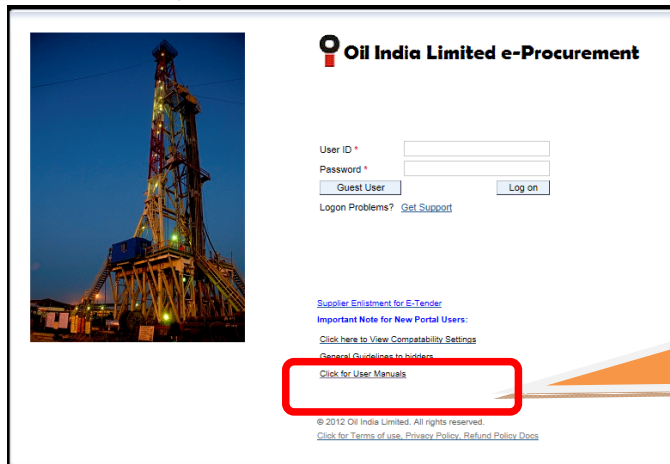 Oil India Limited e-Procurement
User ID *
Password *
Guest User Log on
Logon Problems? Get Support
Supplier Enlistment for E-Tender
Important Note for New Portal Users:
Click here to View Compatability Settings
General Guidelines to bidders
Click for User Manuals
© 2012 Oil India Limited. All rights reserved.
Click for Terms of use, Privacy Policy, Refund Policy Docs